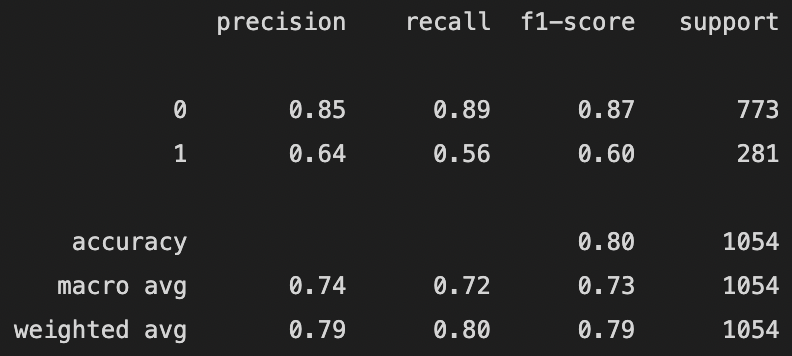 precision recall f1-score support
0 0.85 0.89 0.87 773
1 0.64 0.56 0.60 281
accuracy 0.80 1054
macro avg 0.74 0.72 0.73 1054
weighted avg 0.79 0.80 0.79 1054